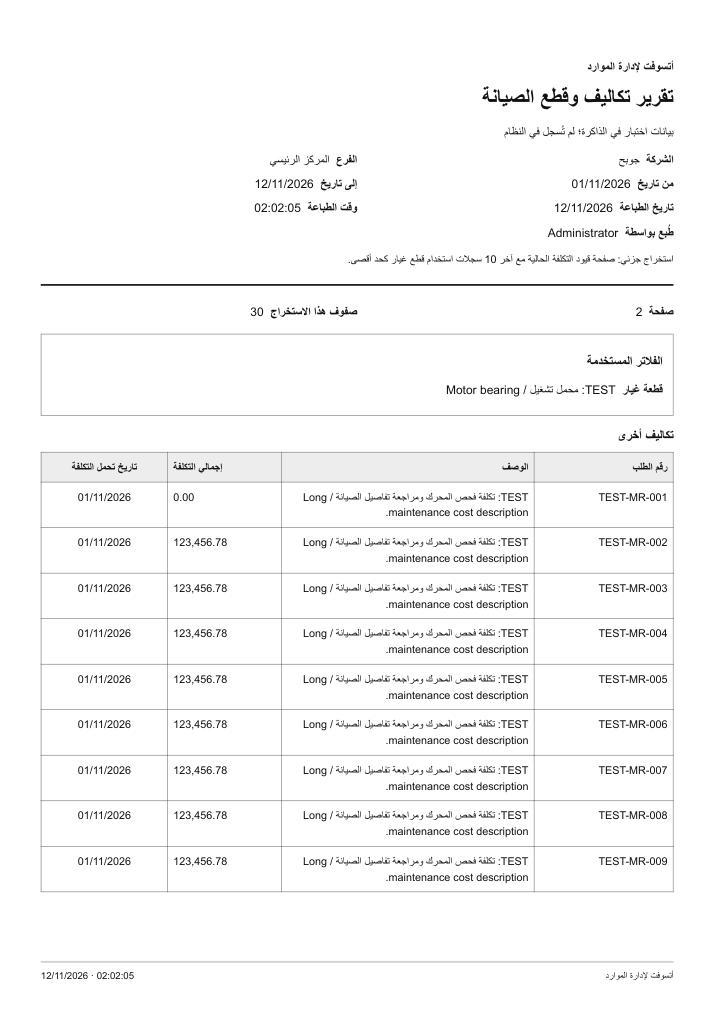 أتسوفت لإدارة الموارد
تقرير تكاليف وقطع الصيانة
بيانات اختبار في الذاكرة؛ لم تُسجل في النظام
الشركة جوبح الفرع المركز الرئيسي
من تاريخ 01/11/2026 إلى تاريخ 12/11/2026
تاريخ الطباعة 12/11/2026 وقت الطباعة 02:02:05
طُبع بواسطة Administrator
استخراج جزئي: صفحة قيود التكلفة الحالية مع آخر 10 سجلات استخدام قطع غيار كحد أقصى.
صفحة 2 صفوف هذا الاستخراج 30
الفلاتر المستخدمة
قطعة غيار TEST: محمل تشغيل / Motor bearing
تكاليف أخرى
رقم الطلب الوصف إجمالي التكلفة تاريخ تحمل التكلفة
TEST-MR-001 TEST: تكلفة فحص المحرك ومراجعة تفاصيل الصيانة / Long 0.00 01/11/2026
maintenance cost description.
TEST-MR-002 TEST: تكلفة فحص المحرك ومراجعة تفاصيل الصيانة / Long 123,456.78 01/11/2026
maintenance cost description.
TEST-MR-003 TEST: تكلفة فحص المحرك ومراجعة تفاصيل الصيانة / Long 123,456.78 01/11/2026
maintenance cost description.
TEST-MR-004 TEST: تكلفة فحص المحرك ومراجعة تفاصيل الصيانة / Long 123,456.78 01/11/2026
maintenance cost description.
TEST-MR-005 TEST: تكلفة فحص المحرك ومراجعة تفاصيل الصيانة / Long 123,456.78 01/11/2026
maintenance cost description.
TEST-MR-006 TEST: تكلفة فحص المحرك ومراجعة تفاصيل الصيانة / Long 123,456.78 01/11/2026
maintenance cost description.
TEST-MR-007 TEST: تكلفة فحص المحرك ومراجعة تفاصيل الصيانة / Long 123,456.78 01/11/2026
maintenance cost description.
TEST-MR-008 TEST: تكلفة فحص المحرك ومراجعة تفاصيل الصيانة / Long 123,456.78 01/11/2026
maintenance cost description.
TEST-MR-009 TEST: تكلفة فحص المحرك ومراجعة تفاصيل الصيانة / Long 123,456.78 01/11/2026
maintenance cost description.
أتسوفت لإدارة الموارد 12/11/2026 · 02:02:05